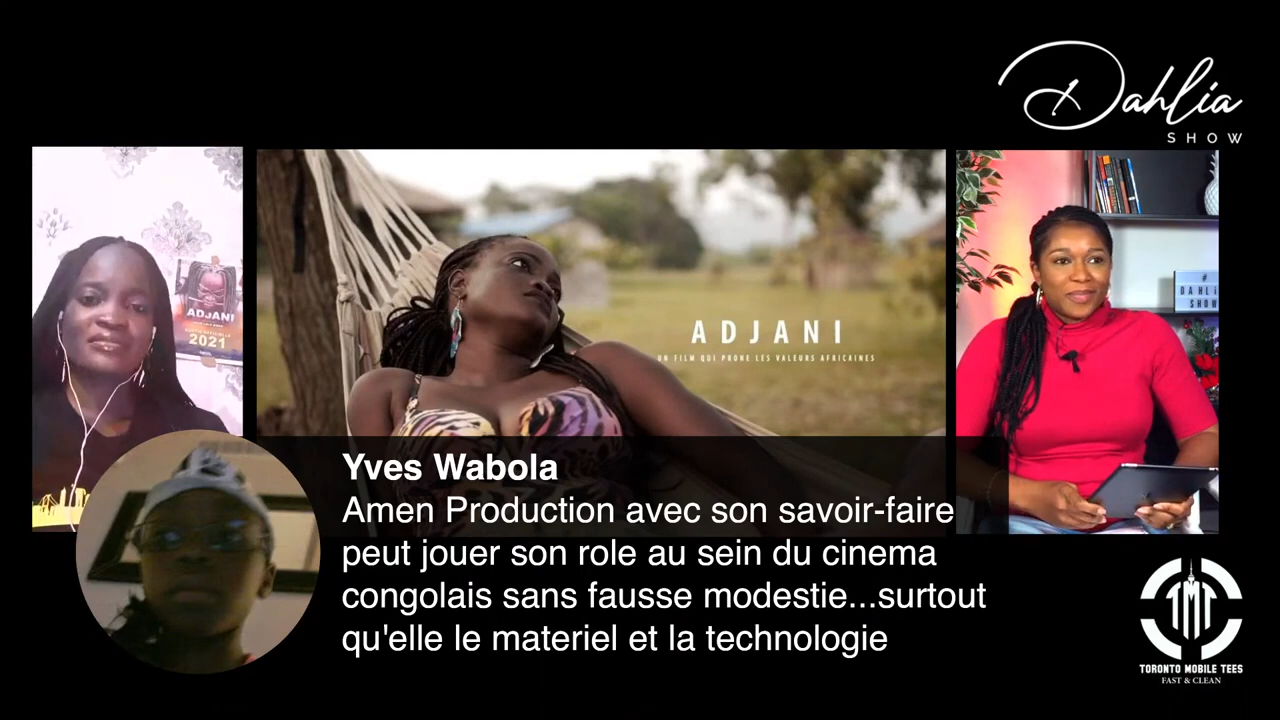 Dahlia
SHOW
ADJANI
2021
ADJANI
UN FILM QUI PRONE LES VALEURS AFRICAINES
#
DAHLI
SHOW
Yves Wabola
Amen Production avec son savoir-faire
peut jouer son role au sein du cinema
congolais sans fausse modestie...surtout
qu'elle le materiel et la technologie
TMT
TORONTO MOBILE TEES
FAST & CLEAN